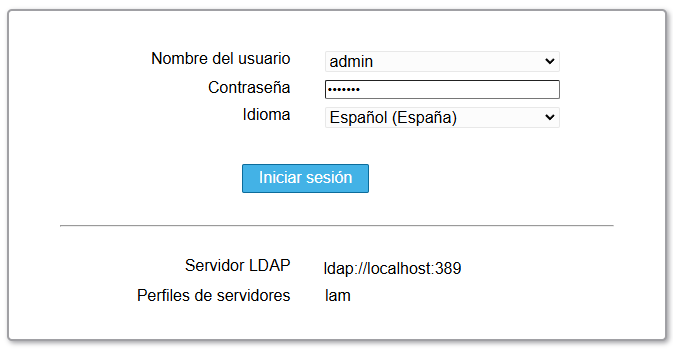 Nombre del usuario admin
Contraseña •••••••
Idioma Español (España)
Iniciar sesión
Servidor LDAP ldap://localhost:389
Perfiles de servidores lam